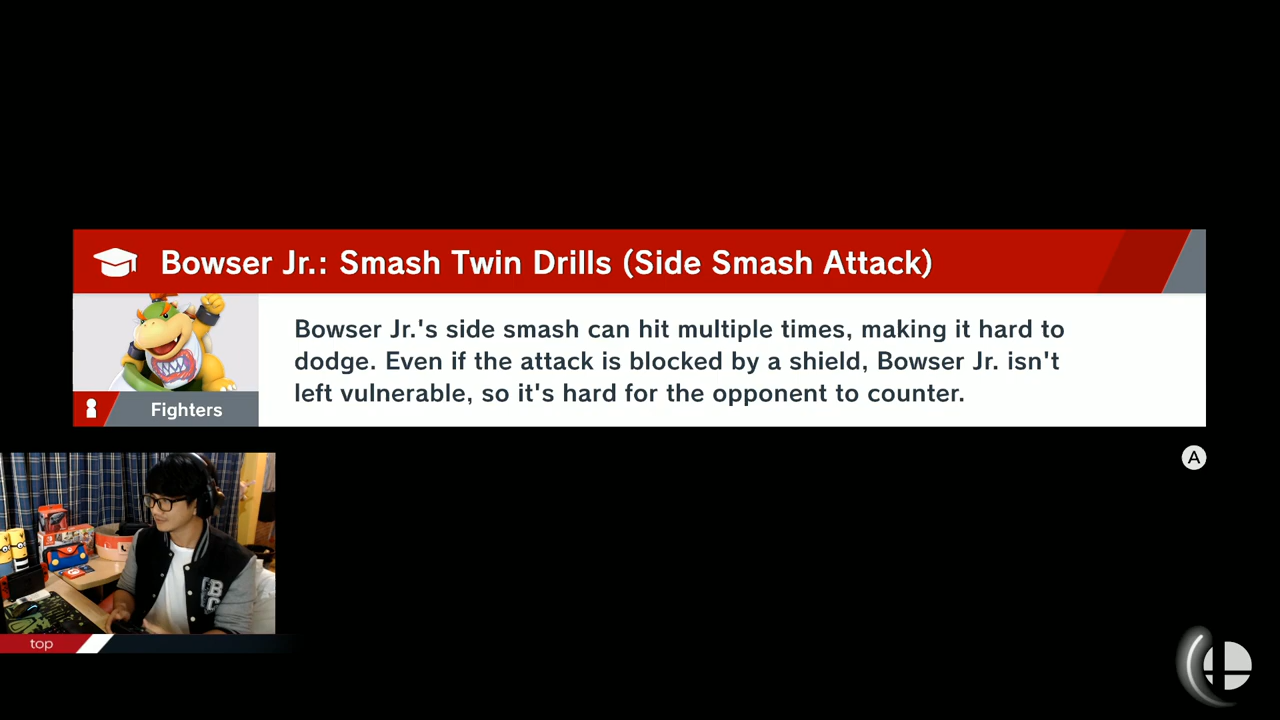 Bowser Jr.: Smash Twin Drills (Side Smash Attack)
Bowser Jr.'s side smash can hit multiple times, making it hard to
dodge. Even if the attack is blocked by a shield, Bowser Jr. isn't
left vulnerable, so it's hard for the opponent to counter.
Fighters
A
top